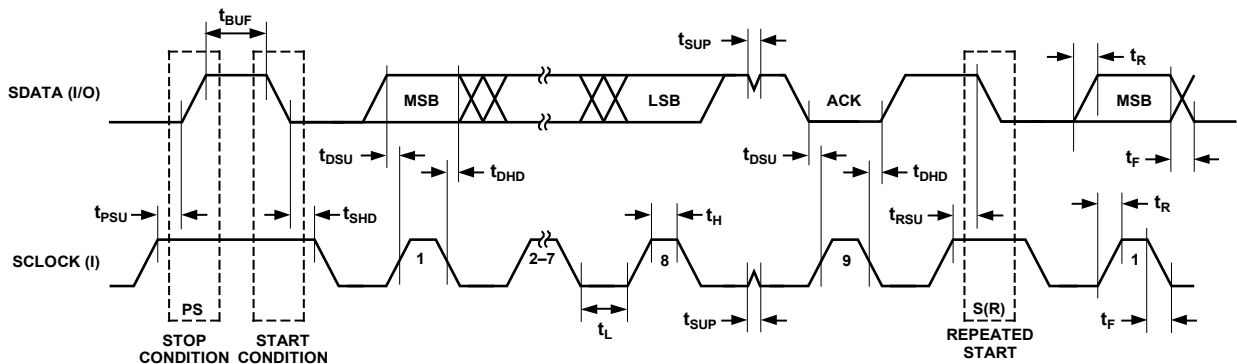 tBUF
tSUP
tR
SDATA (I/O)
MSB
LSB
ACK
MSB
tDSU
tDHD
tDSU
tDHD
tF
tPSU
tSHD
tH
tRSU
tR
SCLOCK (I)
1
2–7
8
9
1
PS
tL
tSUP
S(R)
tF
STOP
CONDITION
START
CONDITION
REPEATED
START